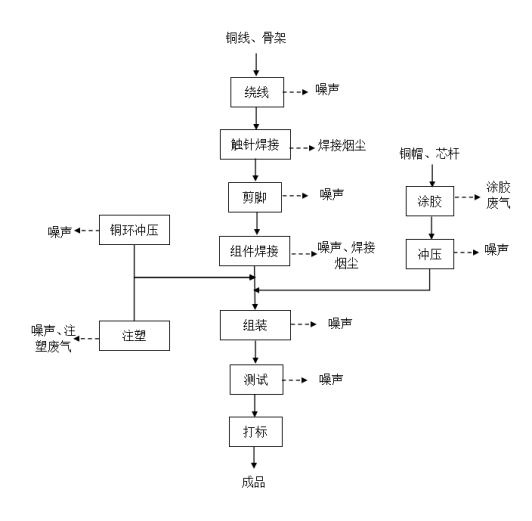 铜线、骨架
绕线
噪声
触针焊接
焊接烟尘
铜帽、芯杆
剪脚
噪声
涂胶
涂胶
废气
噪声
铜环冲压
组件焊接
噪声、焊接
烟尘
冲压
噪声
噪声、注
塑废气
注塑
组装
噪声
测试
噪声
打标
成品